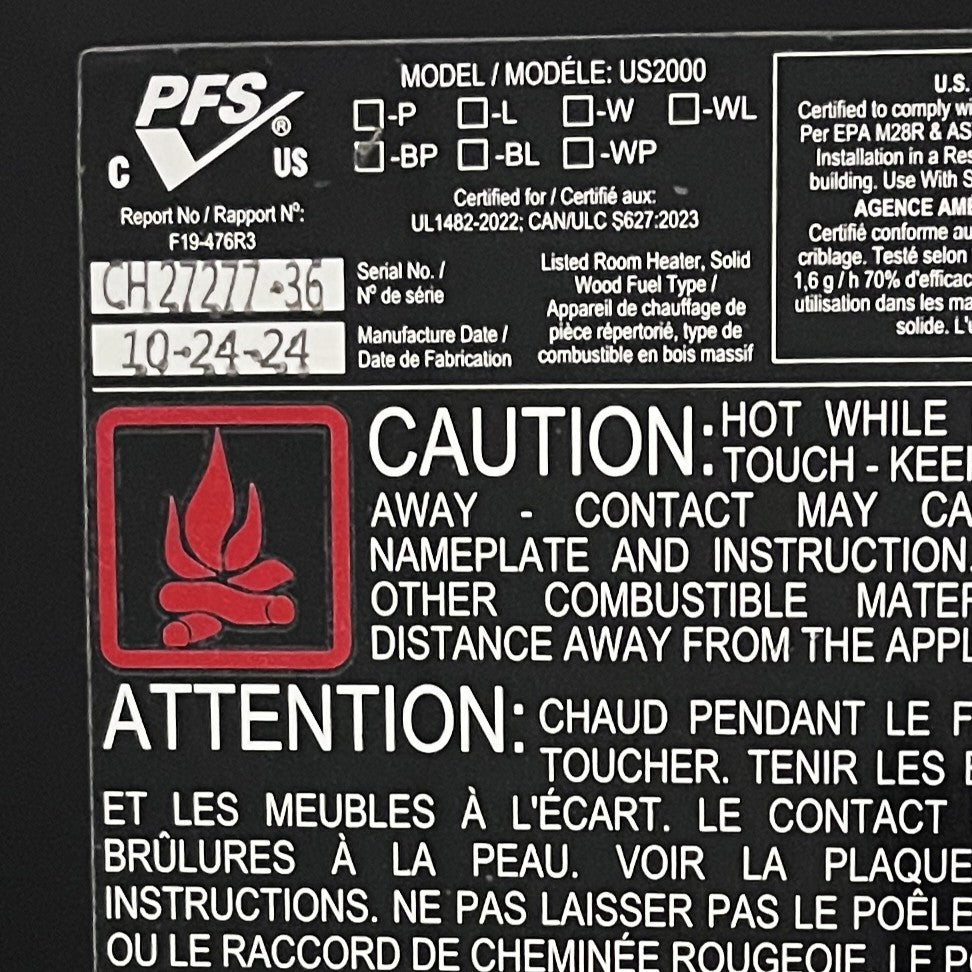 PFS
®
C US
Report No / Rapport Nº:
F19-476R3
CH27277-36
10-24-24
MODEL / MODÉLE: US2000
-P -L -W -WL
-BP -BL -WP
Certified for / Certifié aux:
UL1482-2022; CAN/ULC S627:2023
Serial No. /
Nº de série
Manufacture Date /
Date de Fabrication
Listed Room Heater, Solid
Wood Fuel Type /
Appareil de chauffage de
pièce répertorié, type de
combustible en bois massif
U.S.
Certified to comply wi
Per EPA M28R & AS
Installation in a Res
building. Use With S
AGENCE AME
Certifié conforme au
criblage. Testé selon
1,6 g / h 70% d'efficac
utilisation dans les ma
solide. L'
CAUTION: HOT WHILE
TOUCH - KEE
AWAY - CONTACT MAY CA
NAMEPLATE AND INSTRUCTION.
OTHER COMBUSTIBLE MATE
DISTANCE AWAY FROM THE APPL
ATTENTION: CHAUD PENDANT LE F
TOUCHER. TENIR LES
ET LES MEUBLES À L'ÉCART. LE CONTACT
BRÛLURES À LA PEAU. VOIR LA PLAQUE
INSTRUCTIONS. NE PAS LAISSER PAS LE POÊLE
OU LE RACCORD DE CHEMINÉE ROUGEOIE. LE P